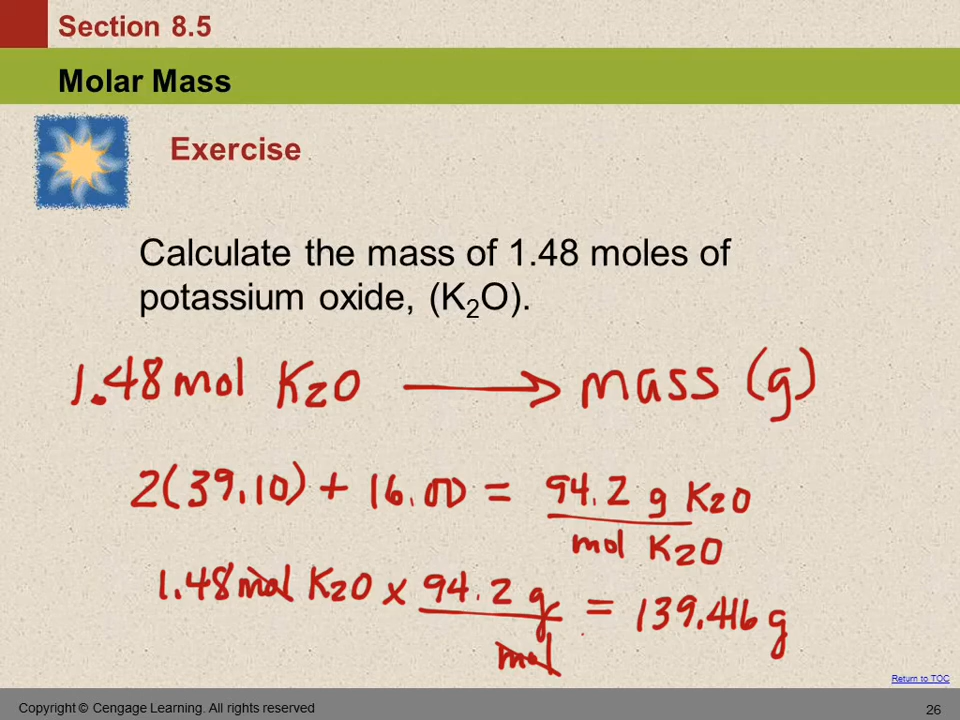 Section 8.5
Molar Mass
Exercise
Calculate the mass of 1.48 moles of
potassium oxide, (K₂O).
1.48 mol K₂O → mass (g)
2(39.10) + 16.00 = 94.2 g K₂O
mol K₂O
1.48 mol K₂O x 94.2 g = 139.416 g
mol
Return to TOC
Copyright © Cengage Learning. All rights reserved
26